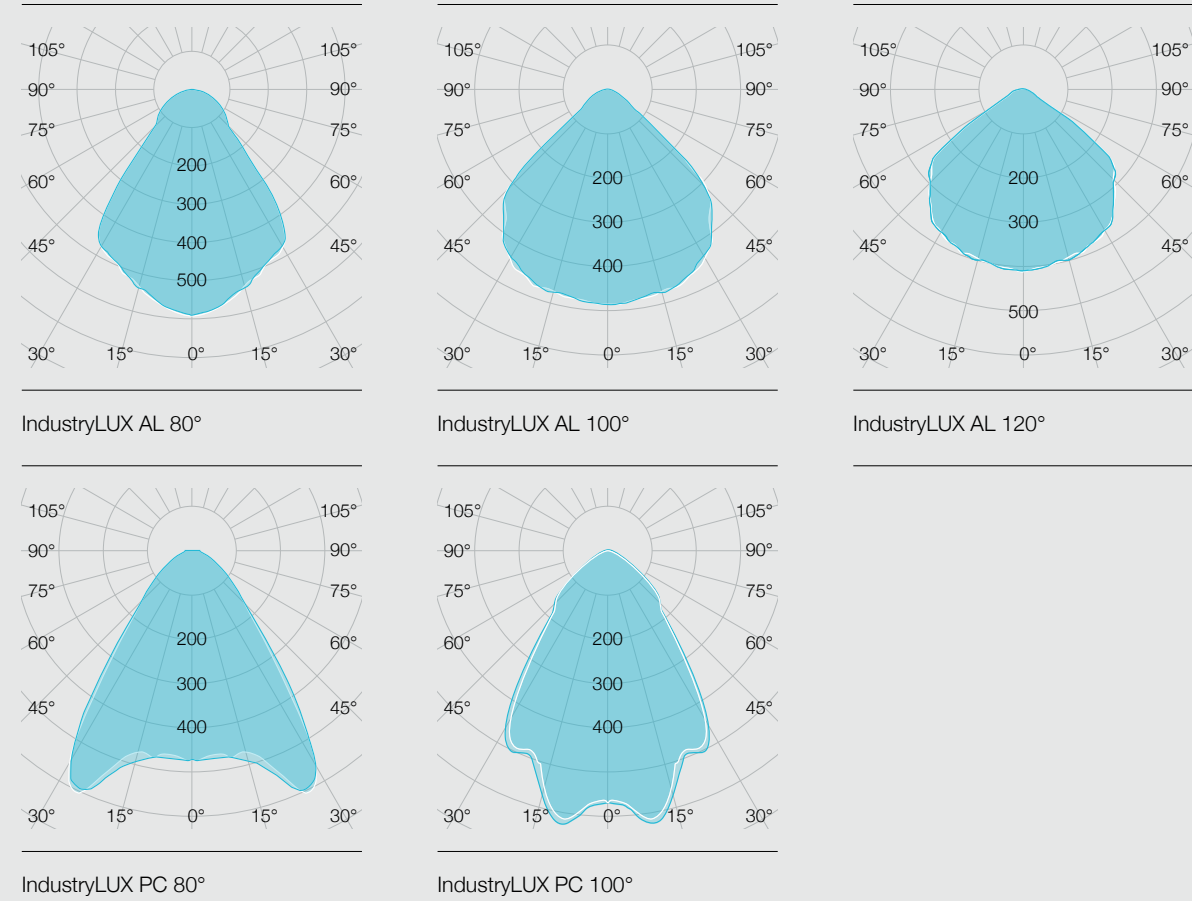 105° 105° 105° 105° 105° 105°
90° 90° 90° 90° 90° 90°
75° 75° 75° 75° 75° 75°
200 200 200
60° 60° 60° 60° 60° 60°
300 300 300
45° 400 45° 45° 400 45° 45° 45°
500 500
30° 15° 0° 15° 30° 30° 15° 0° 15° 30° 30° 15° 0° 15° 30°
IndustryLUX AL 80° IndustryLUX AL 100° IndustryLUX AL 120°
105° 105° 105° 105°
90° 90° 90° 90°
75° 75° 75° 75°
60° 200 60° 60° 200 60°
300 300
45° 45° 45° 45°
400 400
30° 15° 0° 15° 30° 30° 15° 0° 15° 30°
IndustryLUX PC 80° IndustryLUX PC 100°